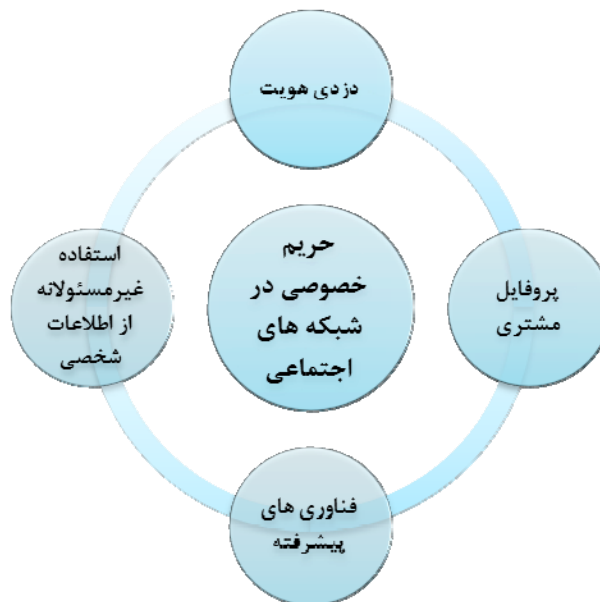 دزدی هویت
حریم
خصوصی در
شبکه های
اجتماعی
پروفایل
مشتری
فناوری های
پیشرفته
استفاده
غیرمسئولانه
از اطلاعات
شخصی